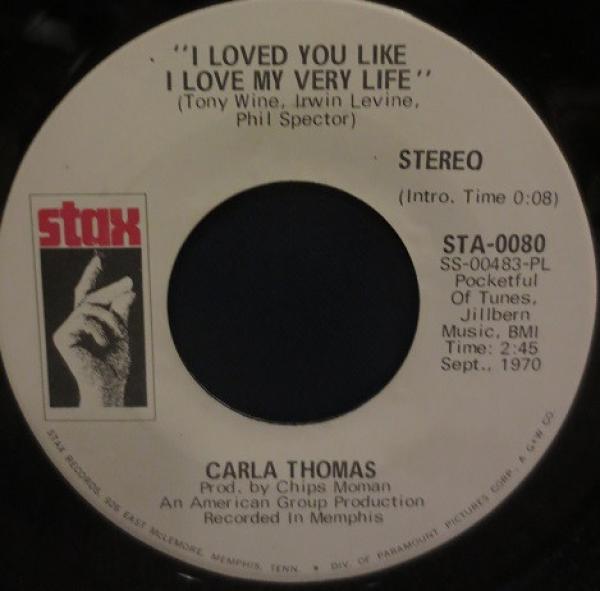 "I LOVED YOU LIKE
I LOVE MY VERY LIFE"
(Tony Wine, Irwin Levine,
Phil Spector)
STEREO
(Intro. Time 0:08)
stax
STA-0080
SS-00483-PL
Pocketful
Of Tunes,
Jillbern
Music, BMI
Time: 2:45
Sept., 1970
CARLA THOMAS
Prod. by Chips Moman
An American Group Production
Recorded In Memphis
STAX RECORDS, 926 EAST McLEMORE, MEMPHIS, TENN. • DIV. OF PARAMOUNT PICTURES CORP. A G+W CO.